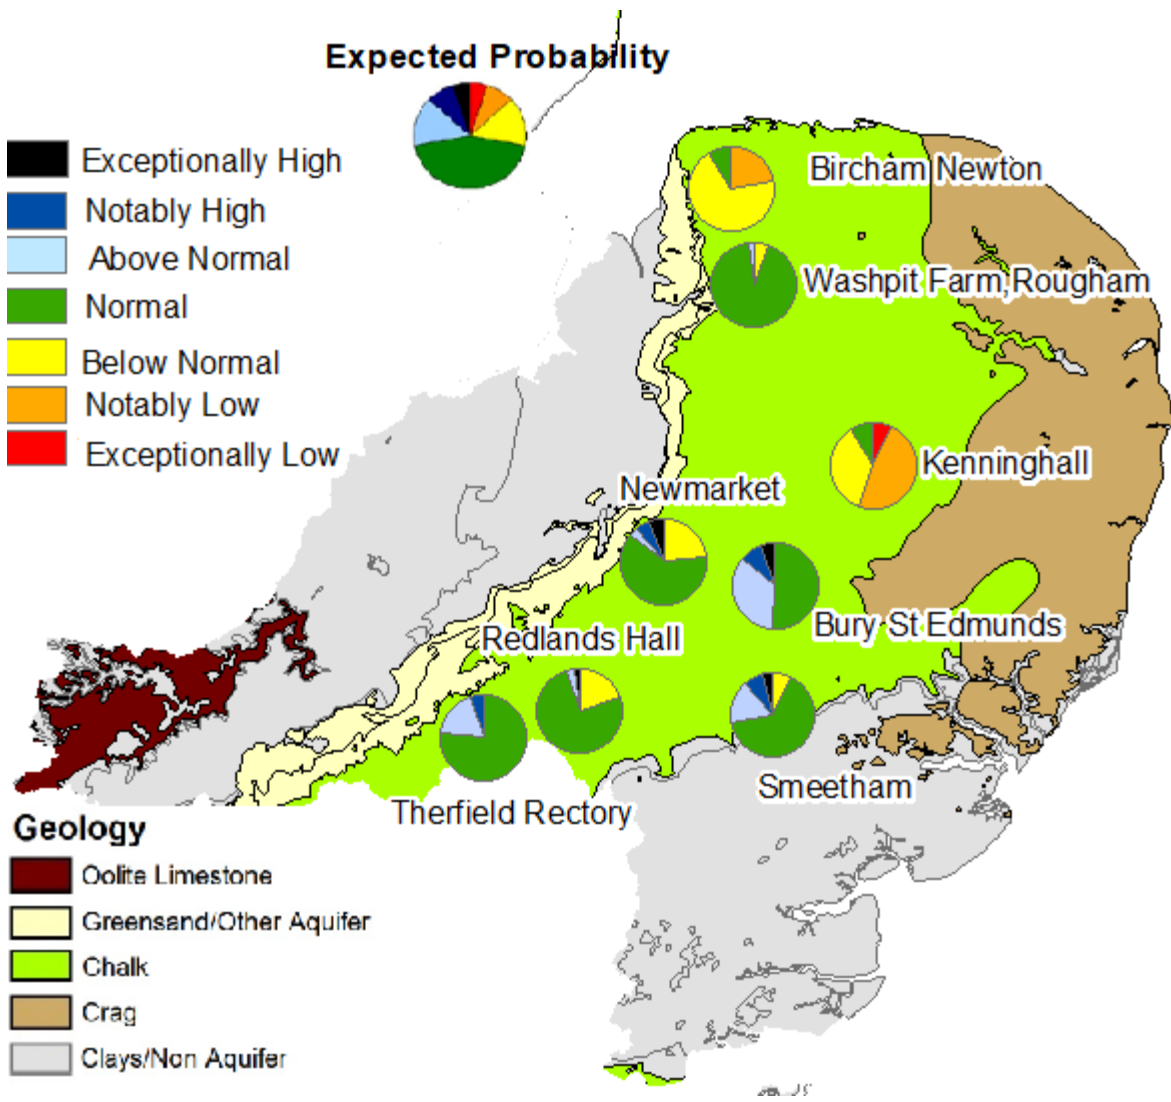 Expected Probability
Exceptionally High
Notably High
Above Normal
Normal
Below Normal
Notably Low
Exceptionally Low
Bircham Newton
Washpit Farm,Rougham
Kenninghall
Newmarket
Bury St Edmunds
Redlands Hall
Smeetham
Therfield Rectory
Geology
Oolite Limestone
Greensand/Other Aquifer
Chalk
Crag
Clays/Non Aquifer